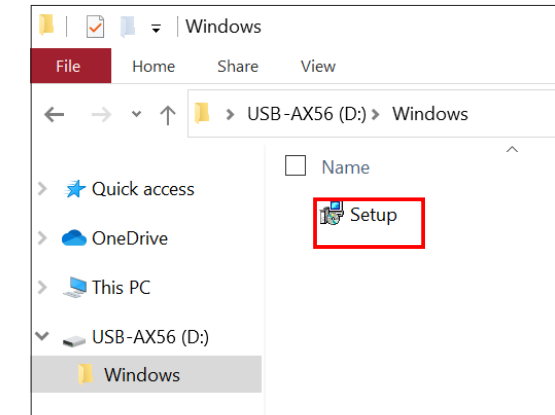 Windows
File Home Share View
USB-AX56 (D:) Windows
Name
Setup
Quick access
OneDrive
This PC
USB-AX56 (D:)
Windows